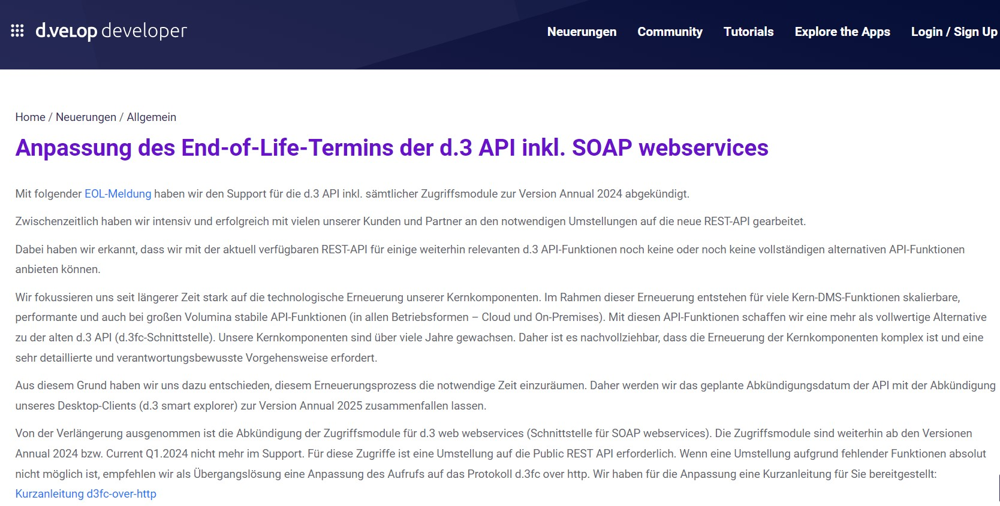 d.velop developer
Neuerungen Community Tutorials Explore the Apps Login / Sign Up
Home / Neuerungen / Allgemein
Anpassung des End-of-Life-Termins der d.3 API inkl. SOAP webservices
Mit folgender EOL-Meldung haben wir den Support für die d.3 API inkl. sämtlicher Zugriffsmodule zur Version Annual 2024 abgekündigt.
Zwischenzeitlich haben wir intensiv und erfolgreich mit vielen unserer Kunden und Partner an den notwendigen Umstellungen auf die neue REST-API gearbeitet.
Dabei haben wir erkannt, dass wir mit der aktuell verfügbaren REST-API für einige weiterhin relevanten d.3 API-Funktionen noch keine oder noch keine vollständigen alternativen API-Funktionen
anbieten können.
Wir fokussieren uns seit längerer Zeit stark auf die technologische Erneuerung unserer Kernkomponenten. Im Rahmen dieser Erneuerung entstehen für viele Kern-DMS-Funktionen skalierbare,
performante und auch bei großen Volumina stabile API-Funktionen (in allen Betriebsformen – Cloud und On-Premises). Mit diesen API-Funktionen schaffen wir eine mehr als vollwertige Alternative
zu der alten d.3 API (d.3fc-Schnittstelle). Unsere Kernkomponenten sind über viele Jahre gewachsen. Daher ist es nachvollziehbar, dass die Erneuerung der Kernkomponenten komplex ist und eine
sehr detaillierte und verantwortungsbewusste Vorgehensweise erfordert.
Aus diesem Grund haben wir uns dazu entschieden, diesem Erneuerungsprozess die notwendige Zeit einzuräumen. Daher werden wir das geplante Abkündigungsdatum der API mit der Abkündigung
unseres Desktop-Clients (d.3 smart explorer) zur Version Annual 2025 zusammenfallen lassen.
Von der Verlängerung ausgenommen ist die Abkündigung der Zugriffsmodule für d.3 web webservices (Schnittstelle für SOAP webservices). Die Zugriffsmodule sind weiterhin ab den Versionen
Annual 2024 bzw. Current Q1.2024 nicht mehr im Support. Für diese Zugriffe ist eine Umstellung auf die Public REST API erforderlich. Wenn eine Umstellung aufgrund fehlender Funktionen absolut
nicht möglich ist, empfehlen wir als Übergangslösung eine Anpassung des Aufrufs auf das Protokoll d.3fc over http. Wir haben für die Anpassung eine Kurzanleitung für Sie bereitgestellt:
Kurzanleitung d3fc-over-http